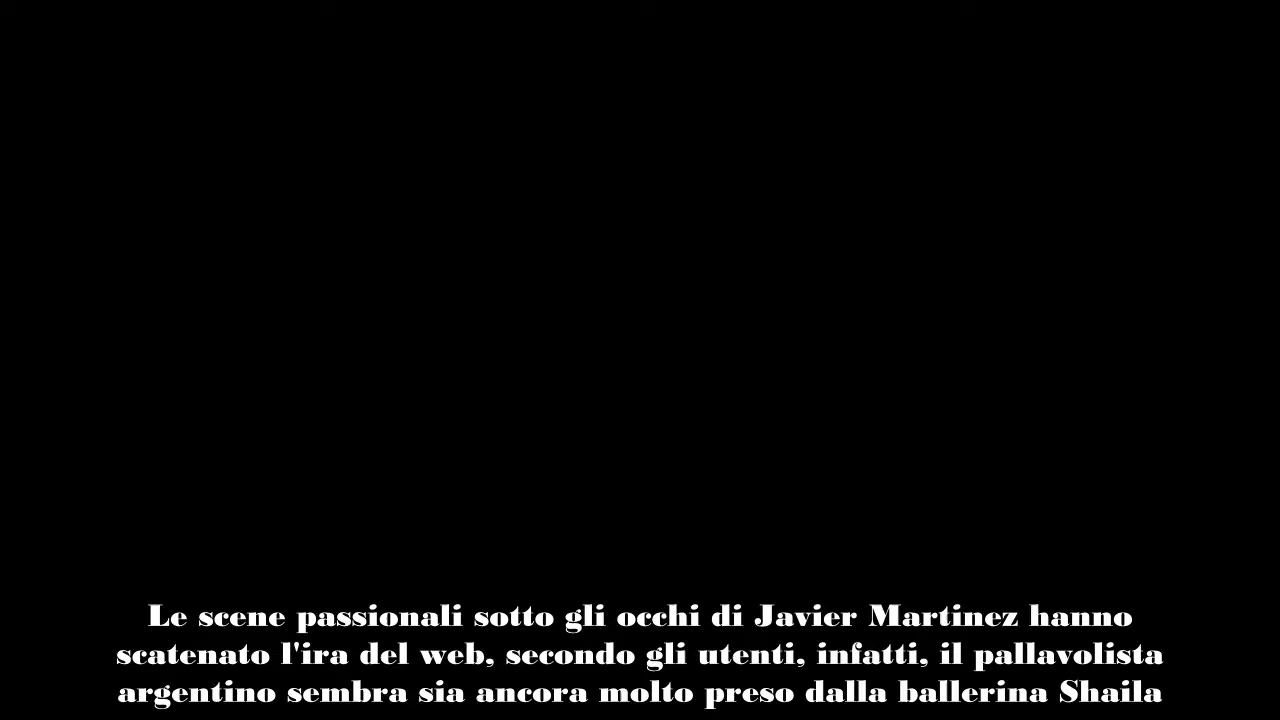 Le scene passionali sotto gli occhi di Javier Martinez hanno
scatenato l'ira del web, secondo gli utenti, infatti, il pallavolista
argentino sembra sia ancora molto preso dalla ballerina Shaila